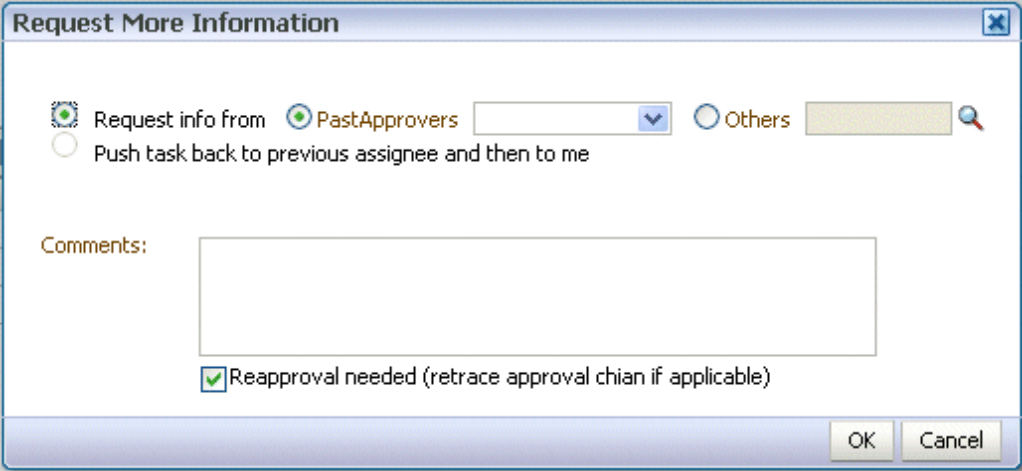 Request More Information
Request info from PastApprovers Others
Push task back to previous assignee and then to me
Comments:
Reapproval needed (retrace approval chian if applicable)
OK Cancel